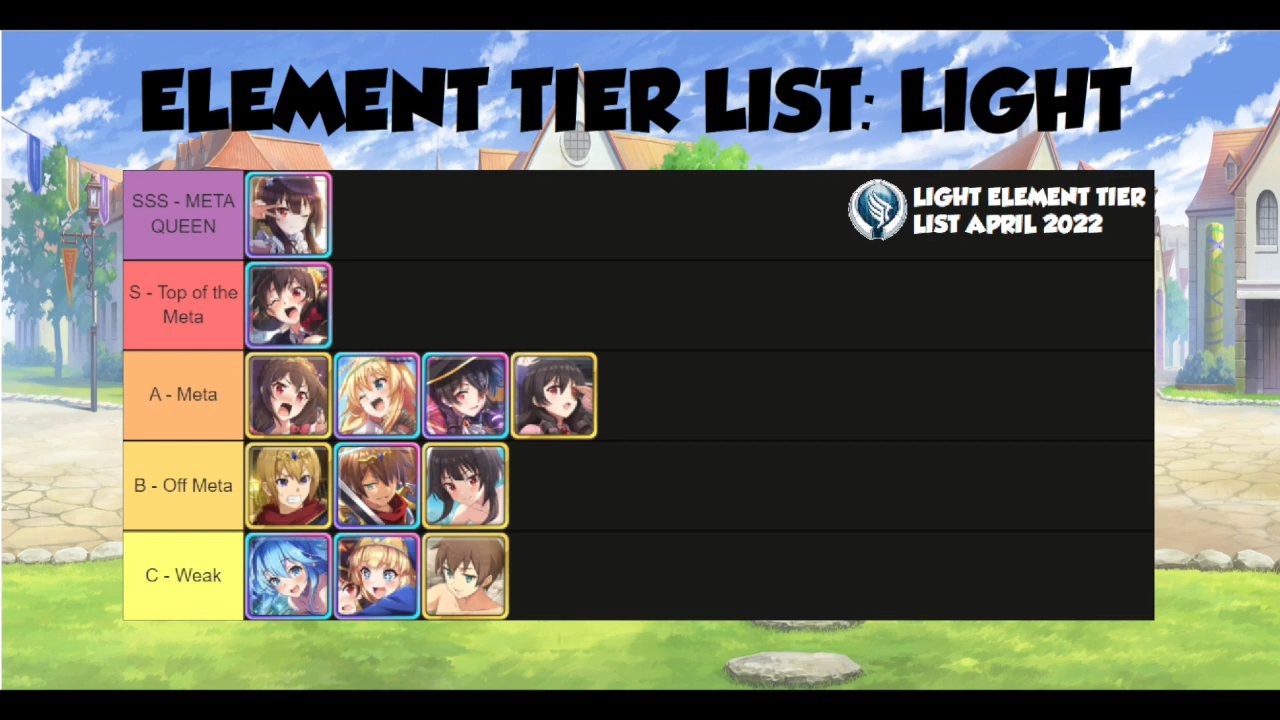 ELEMENT TIER LIST: LIGHT
SSS - META
QUEEN
LIGHT ELEMENT TIER
LIST APRIL 2022
S - Top of the
Meta
A - Meta
B - Off Meta
C - Weak